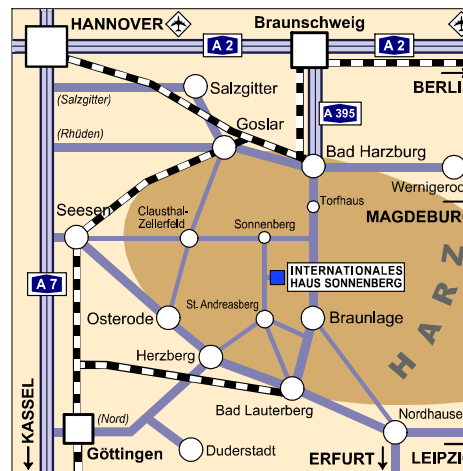 HANNOVER
Braunschweig
A 2
A 2
Salzgitter
(Salzgitter)
BERLI
A 395
Goslar
(Rhüden)
Bad Harzburg
Wernigerod
Torfhaus
Seesen
Clausthal-
Zellerfeld
Sonnenberg
MAGDEBUR
INTERNATIONALES
HAUS SONNENBERG
A 7
St. Andreasberg
Osterode
Braunlage
HARZ
Herzberg
Bad Lauterberg
(Nord)
Nordhause
KASSEL
Göttingen
Duderstadt
ERFURT
LEIPZI